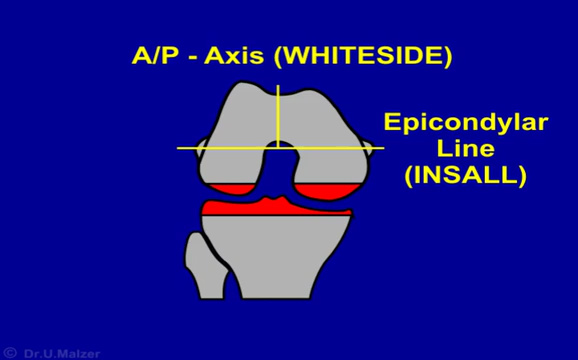 A/P - Axis (WHITESIDE)
Epicondylar
Line
(INSALL)
© Dr.U.Malzer